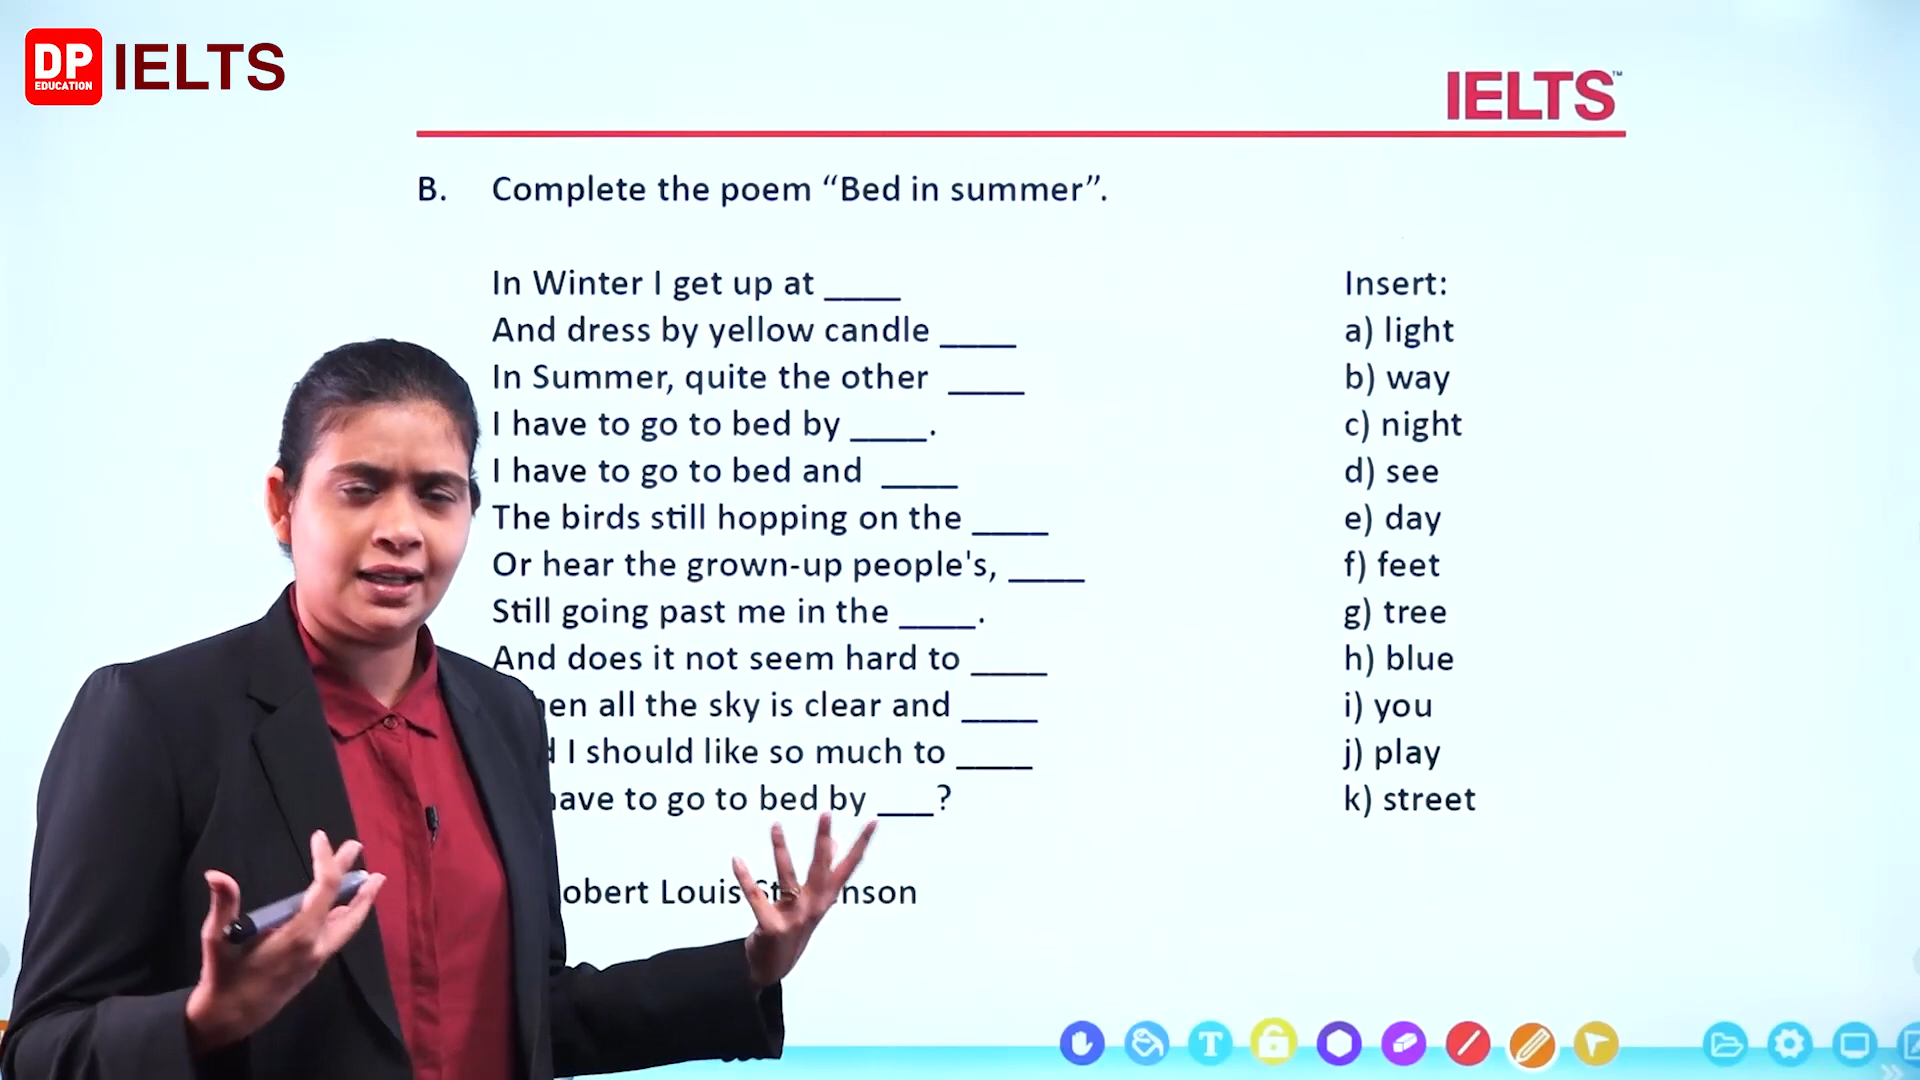 DP
EDUCATION
IELTS
IELTS™
B. Complete the poem “Bed in summer”.
In Winter I get up at ____
And dress by yellow candle ____
In Summer, quite the other ____
I have to go to bed by ____.
I have to go to bed and ____
The birds still hopping on the ____
Or hear the grown-up people's, ____
Still going past me in the ____.
And does it not seem hard to ____
all the sky is clear and ____
I should like so much to ____
to go to bed by ___?
Louis
Insert:
a) light
b) way
c) night
d) see
e) day
f) feet
g) tree
h) blue
i) you
j) play
k) street
T